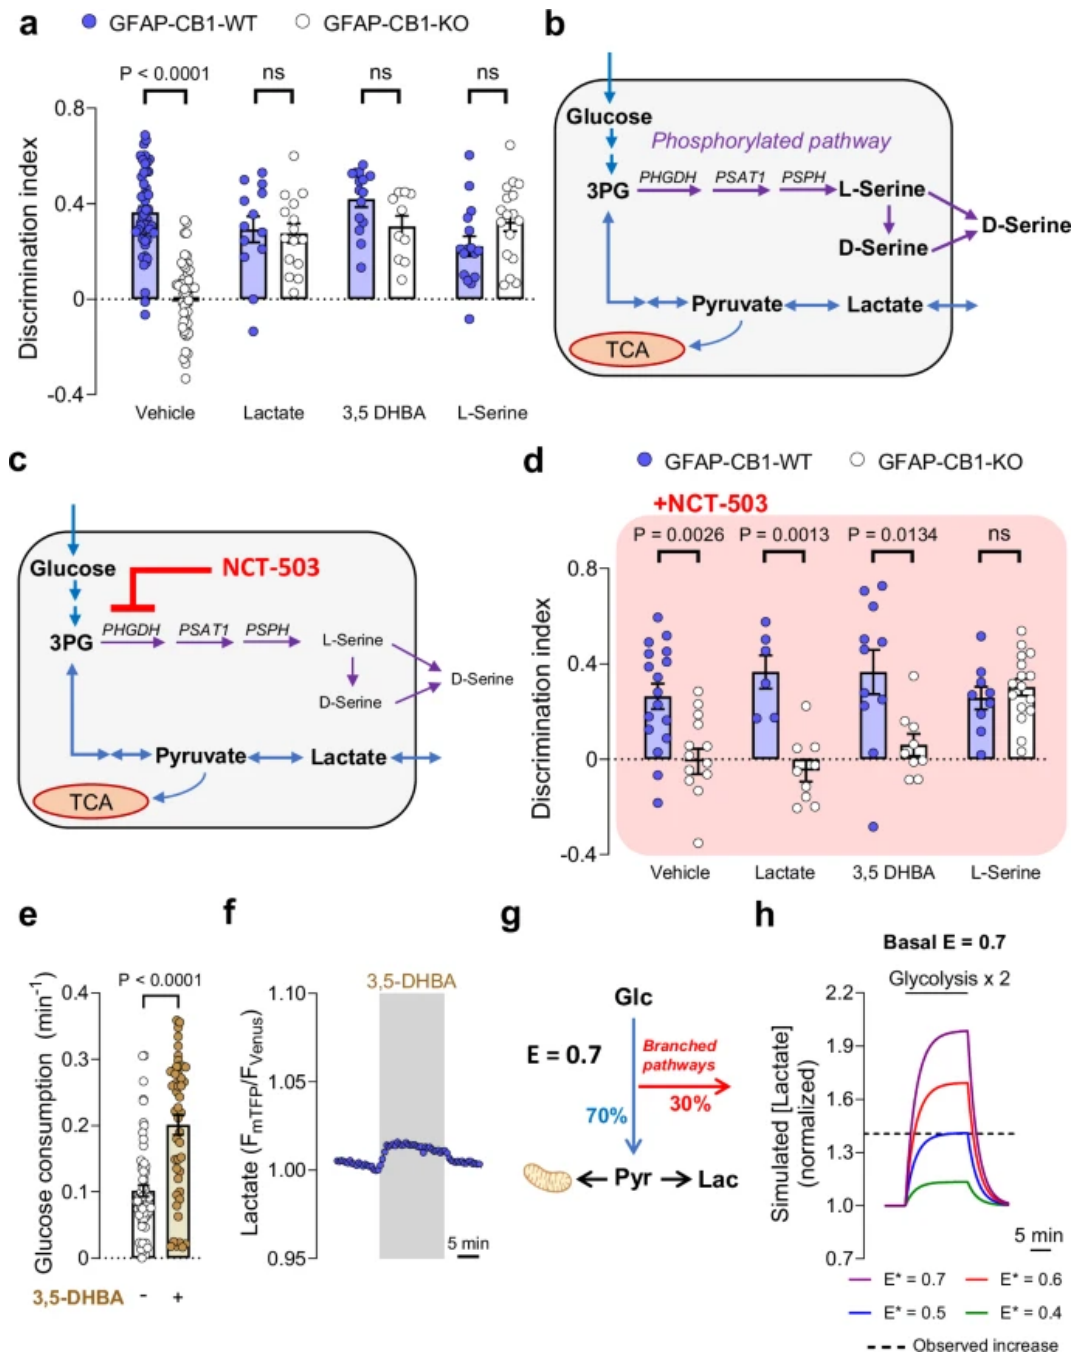 a
GFAP-CB1-WT
GFAP-CB1-KO
P < 0.0001
ns
ns
ns
Discrimination index
0.8
0.4
0
-0.4
Vehicle
Lactate
3,5 DHBA
L-Serine
b
Glucose
Phosphorylated pathway
3PG
PHGDH
PSAT1
PSPH
L-Serine
D-Serine
D-Serine
Pyruvate
Lactate
TCA
c
Glucose
NCT-503
3PG
PHGDH
PSAT1
PSPH
L-Serine
D-Serine
D-Serine
Pyruvate
Lactate
TCA
d
GFAP-CB1-WT
GFAP-CB1-KO
+NCT-503
P = 0.0026
P = 0.0013
P = 0.0134
ns
Discrimination index
0.8
0.4
0
-0.4
Vehicle
Lactate
3,5 DHBA
L-Serine
e
P < 0.0001
Glucose consumption (min-1)
0.4
0.3
0.2
0.1
0
3,5-DHBA
-
+
f
3,5-DHBA
Lactate (FmTFP/FVenus)
1.10
1.05
1.00
0.95
5 min
g
Glc
E = 0.7
Branched
pathways
70%
30%
Pyr
Lac
h
Basal E = 0.7
Glycolysis x 2
Simulated [Lactate]
(normalized)
2.2
1.9
1.6
1.3
1.0
0.7
5 min
E* = 0.7
E* = 0.6
E* = 0.5
E* = 0.4
Observed increase